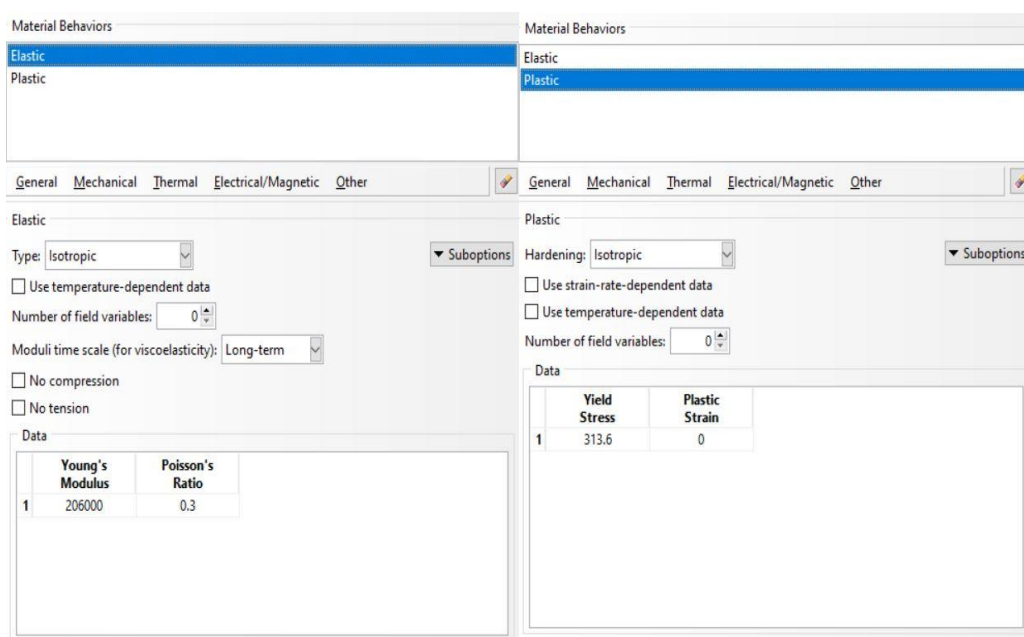 Material Behaviors
Elastic
Plastic
General Mechanical Thermal Electrical/Magnetic Other
Elastic
Type: Isotropic
Suboptions
Use temperature-dependent data
Number of field variables: 0
Moduli time scale (for viscoelasticity): Long-term
No compression
No tension
Data
Young's Modulus
Poisson's Ratio
1 206000 0.3
Material Behaviors
Elastic
Plastic
General Mechanical Thermal Electrical/Magnetic Other
Plastic
Hardening: Isotropic
Suboptions
Use strain-rate-dependent data
Use temperature-dependent data
Number of field variables: 0
Data
Yield Stress
Plastic Strain
1 313.6 0